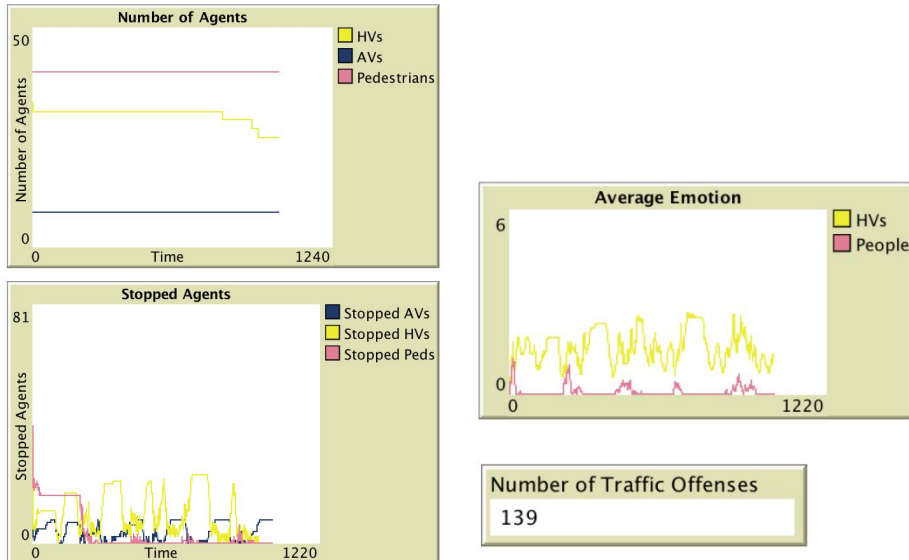 Number of Agents
50
Number of Agents
0
0
Time
1240
HVs
AVs
Pedestrians
Stopped Agents
81
Stopped Agents
0
0
Time
1220
Stopped AVs
Stopped HVs
Stopped Peds
Average Emotion
6
0
0
1220
HVs
People
Number of Traffic Offenses
139